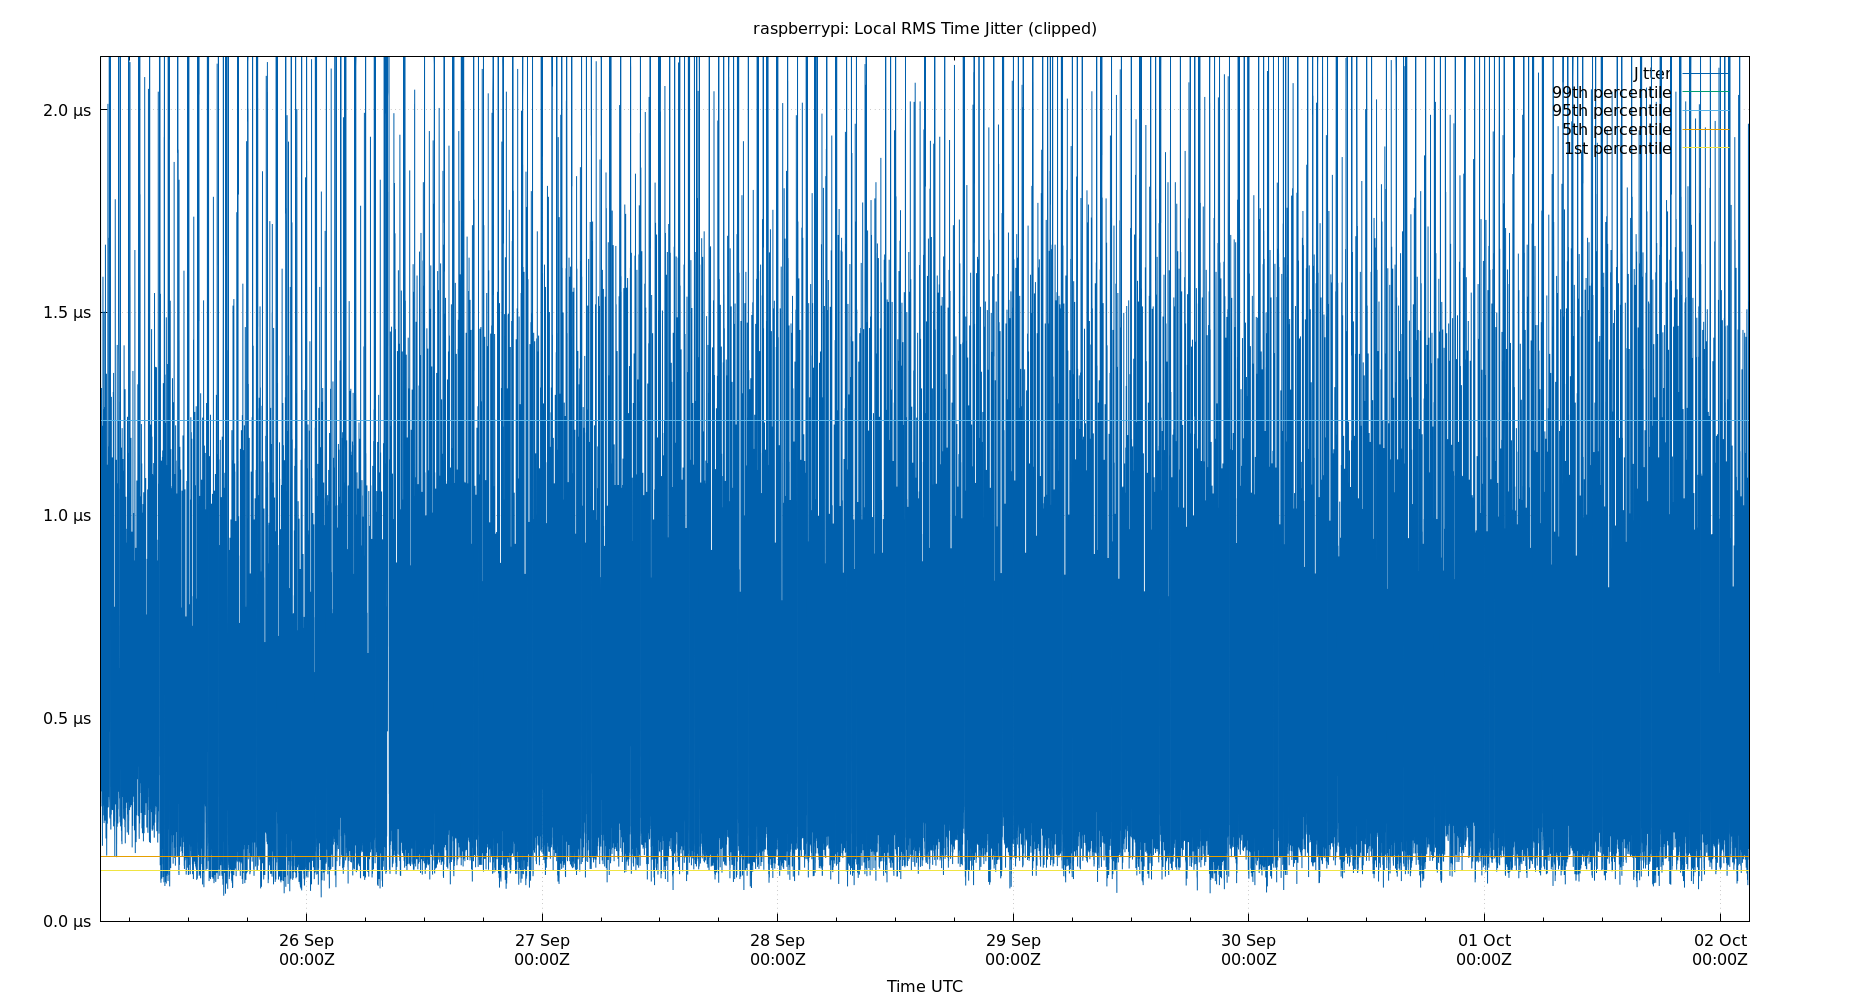 raspberrypi: Local RMS Time Jitter (clipped)
Jitter
99th percentile
95th percentile
5th percentile
1st percentile
2.0 µs
1.5 µs
1.0 µs
0.5 µs
0.0 µs
26 Sep 27 Sep 28 Sep 29 Sep 30 Sep 01 Oct 02 Oct
00:00Z 00:00Z 00:00Z 00:00Z 00:00Z 00:00Z 00:00Z
Time UTC